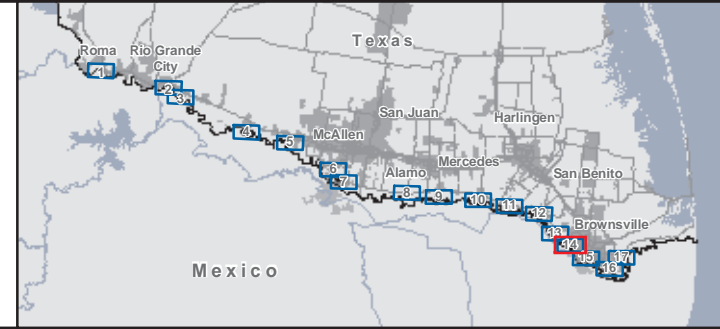 Texas
Roma
Rio Grande
City
1
2
3
San Juan
Harlingen
4
5
McAllen
Mercedes
6
Alamo
San Benito
7
8
9
10
11
12
Brownsville
13
14
15
17
16
Mexico